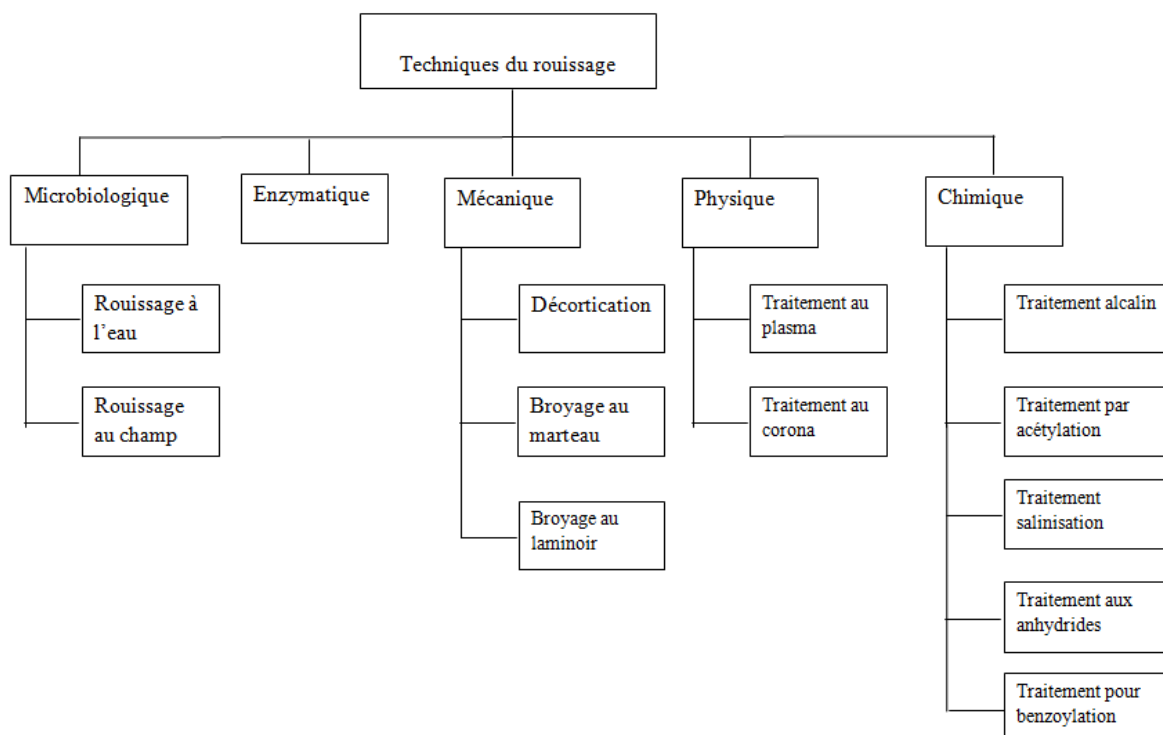 Techniques du rouissage
Microbiologique
Enzymatique
Mécanique
Physique
Chimique
Rouissage à
l’eau
Rouissage
au champ
Décortication
Broyage au
marteau
Broyage au
laminoir
Traitement au
plasma
Traitement au
corona
Traitement alcalin
Traitement par
acétylation
Traitement
salinisation
Traitement aux
anhydrides
Traitement pour
benzoylation